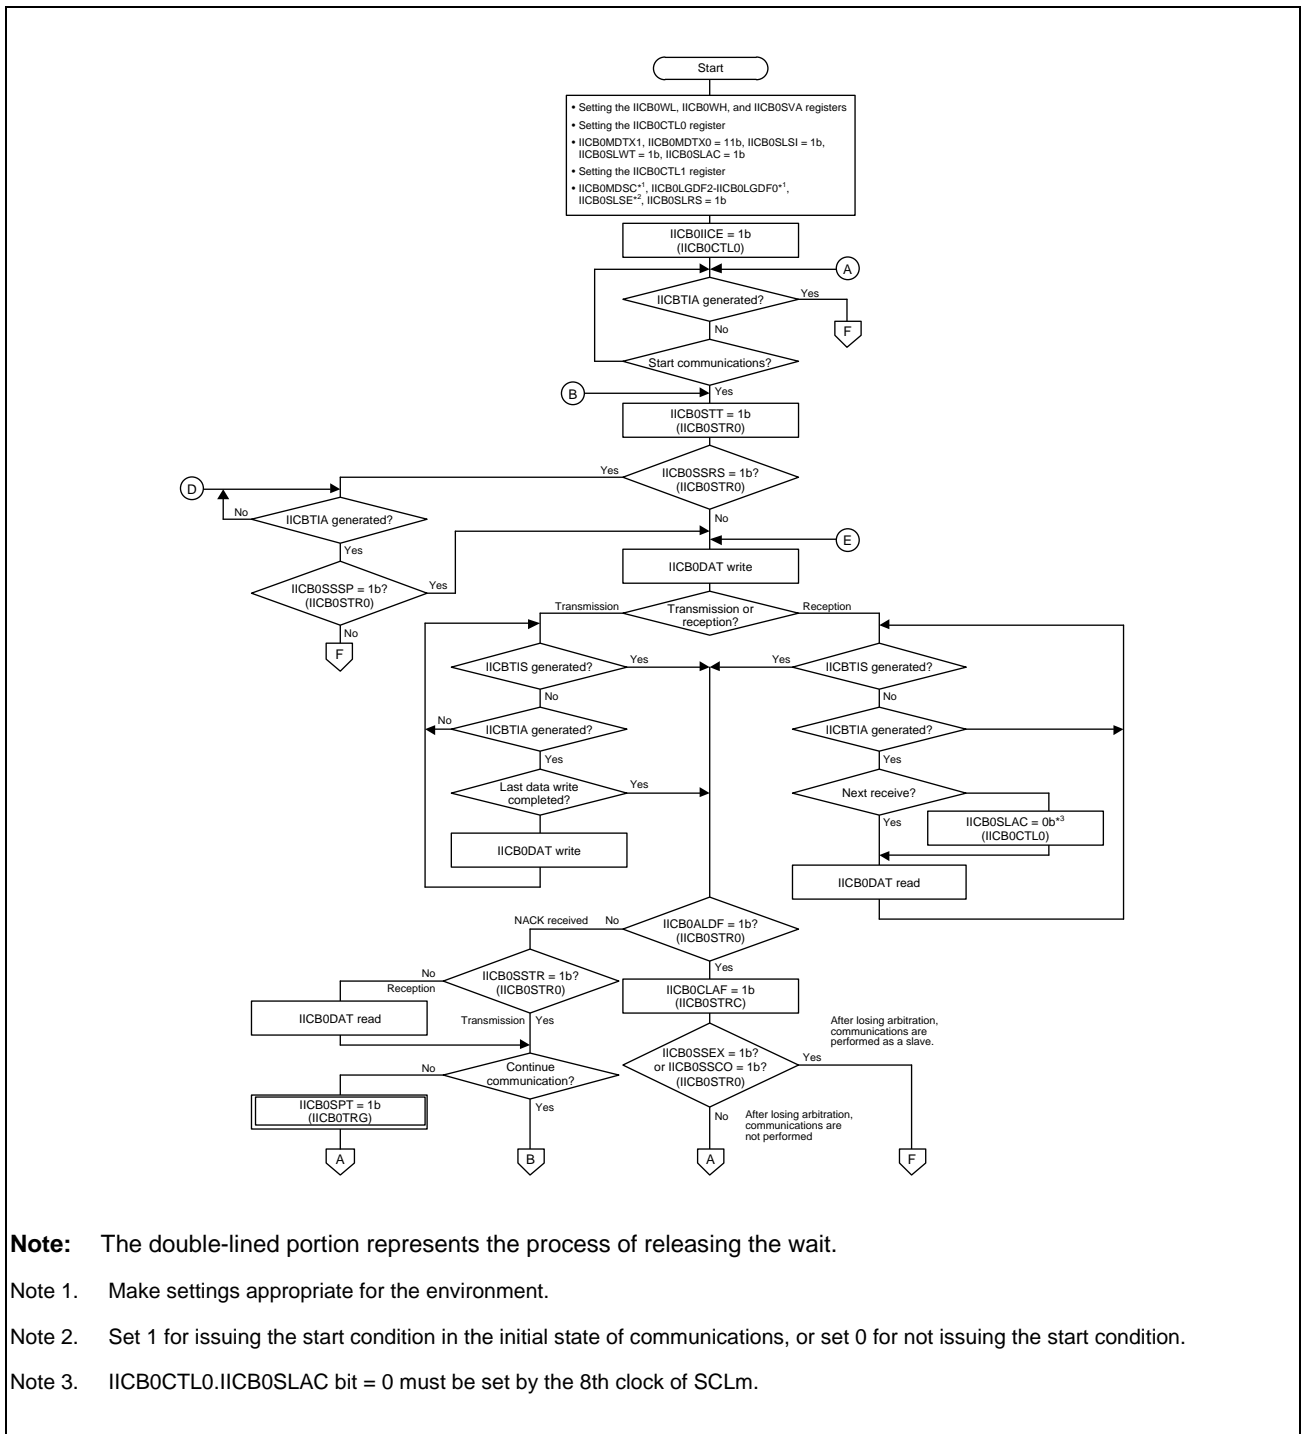 Start
• Setting the IICB0WL, IICB0WH, and IICB0SVA registers
• Setting the IICB0CTL0 register
• IICB0MDTX1, IICB0MDTX0 = 11b, IICB0SLSI = 1b,
IICB0SLWT = 1b, IICB0SLAC = 1b
• Setting the IICB0CTL1 register
• IICB0MDSC*1, IICB0LGDF2-IICB0LGDF0*1,
IICB0SLSE*2, IICB0SLRS = 1b
IICB0IICE = 1b
(IICB0CTL0)
A
IICBTIA generated?
Yes
F
No
Start communications?
Yes
B
IICB0STT = 1b
(IICB0STR0)
IICB0SSRS = 1b?
(IICB0STR0)
Yes
No
D
No
IICBTIA generated?
Yes
E
IICB0DAT write
IICB0SSSP = 1b?
(IICB0STR0)
Yes
No
F
Transmission
Transmission or
reception?
Reception
IICBTIS generated?
Yes
No
Yes
IICBTIS generated?
No
No
IICBTIA generated?
Yes
IICBTIA generated?
Yes
Last data write
completed?
Yes
Next receive?
Yes
IICB0SLAC = 0b*3
(IICB0CTL0)
IICB0DAT write
IICB0DAT read
NACK received
No
IICB0ALDF = 1b?
(IICB0STR0)
Yes
No
Reception
IICB0SSTR = 1b?
(IICB0STR0)
IICB0CLAF = 1b
(IICB0STRC)
IICB0DAT read
Transmission
Yes
After losing arbitration,
communications are
performed as a slave.
IICB0SSEX = 1b?
or IICB0SSCO = 1b?
(IICB0STR0)
Yes
No
Continue
communication?
No
Yes
IICB0SPT = 1b
(IICB0TRG)
After losing arbitration,
communications are
not performed
A
B
A
F
Note: The double-lined portion represents the process of releasing the wait.
Note 1. Make settings appropriate for the environment.
Note 2. Set 1 for issuing the start condition in the initial state of communications, or set 0 for not issuing the start condition.
Note 3. IICB0CTL0.IICB0SLAC bit = 0 must be set by the 8th clock of SCLm.